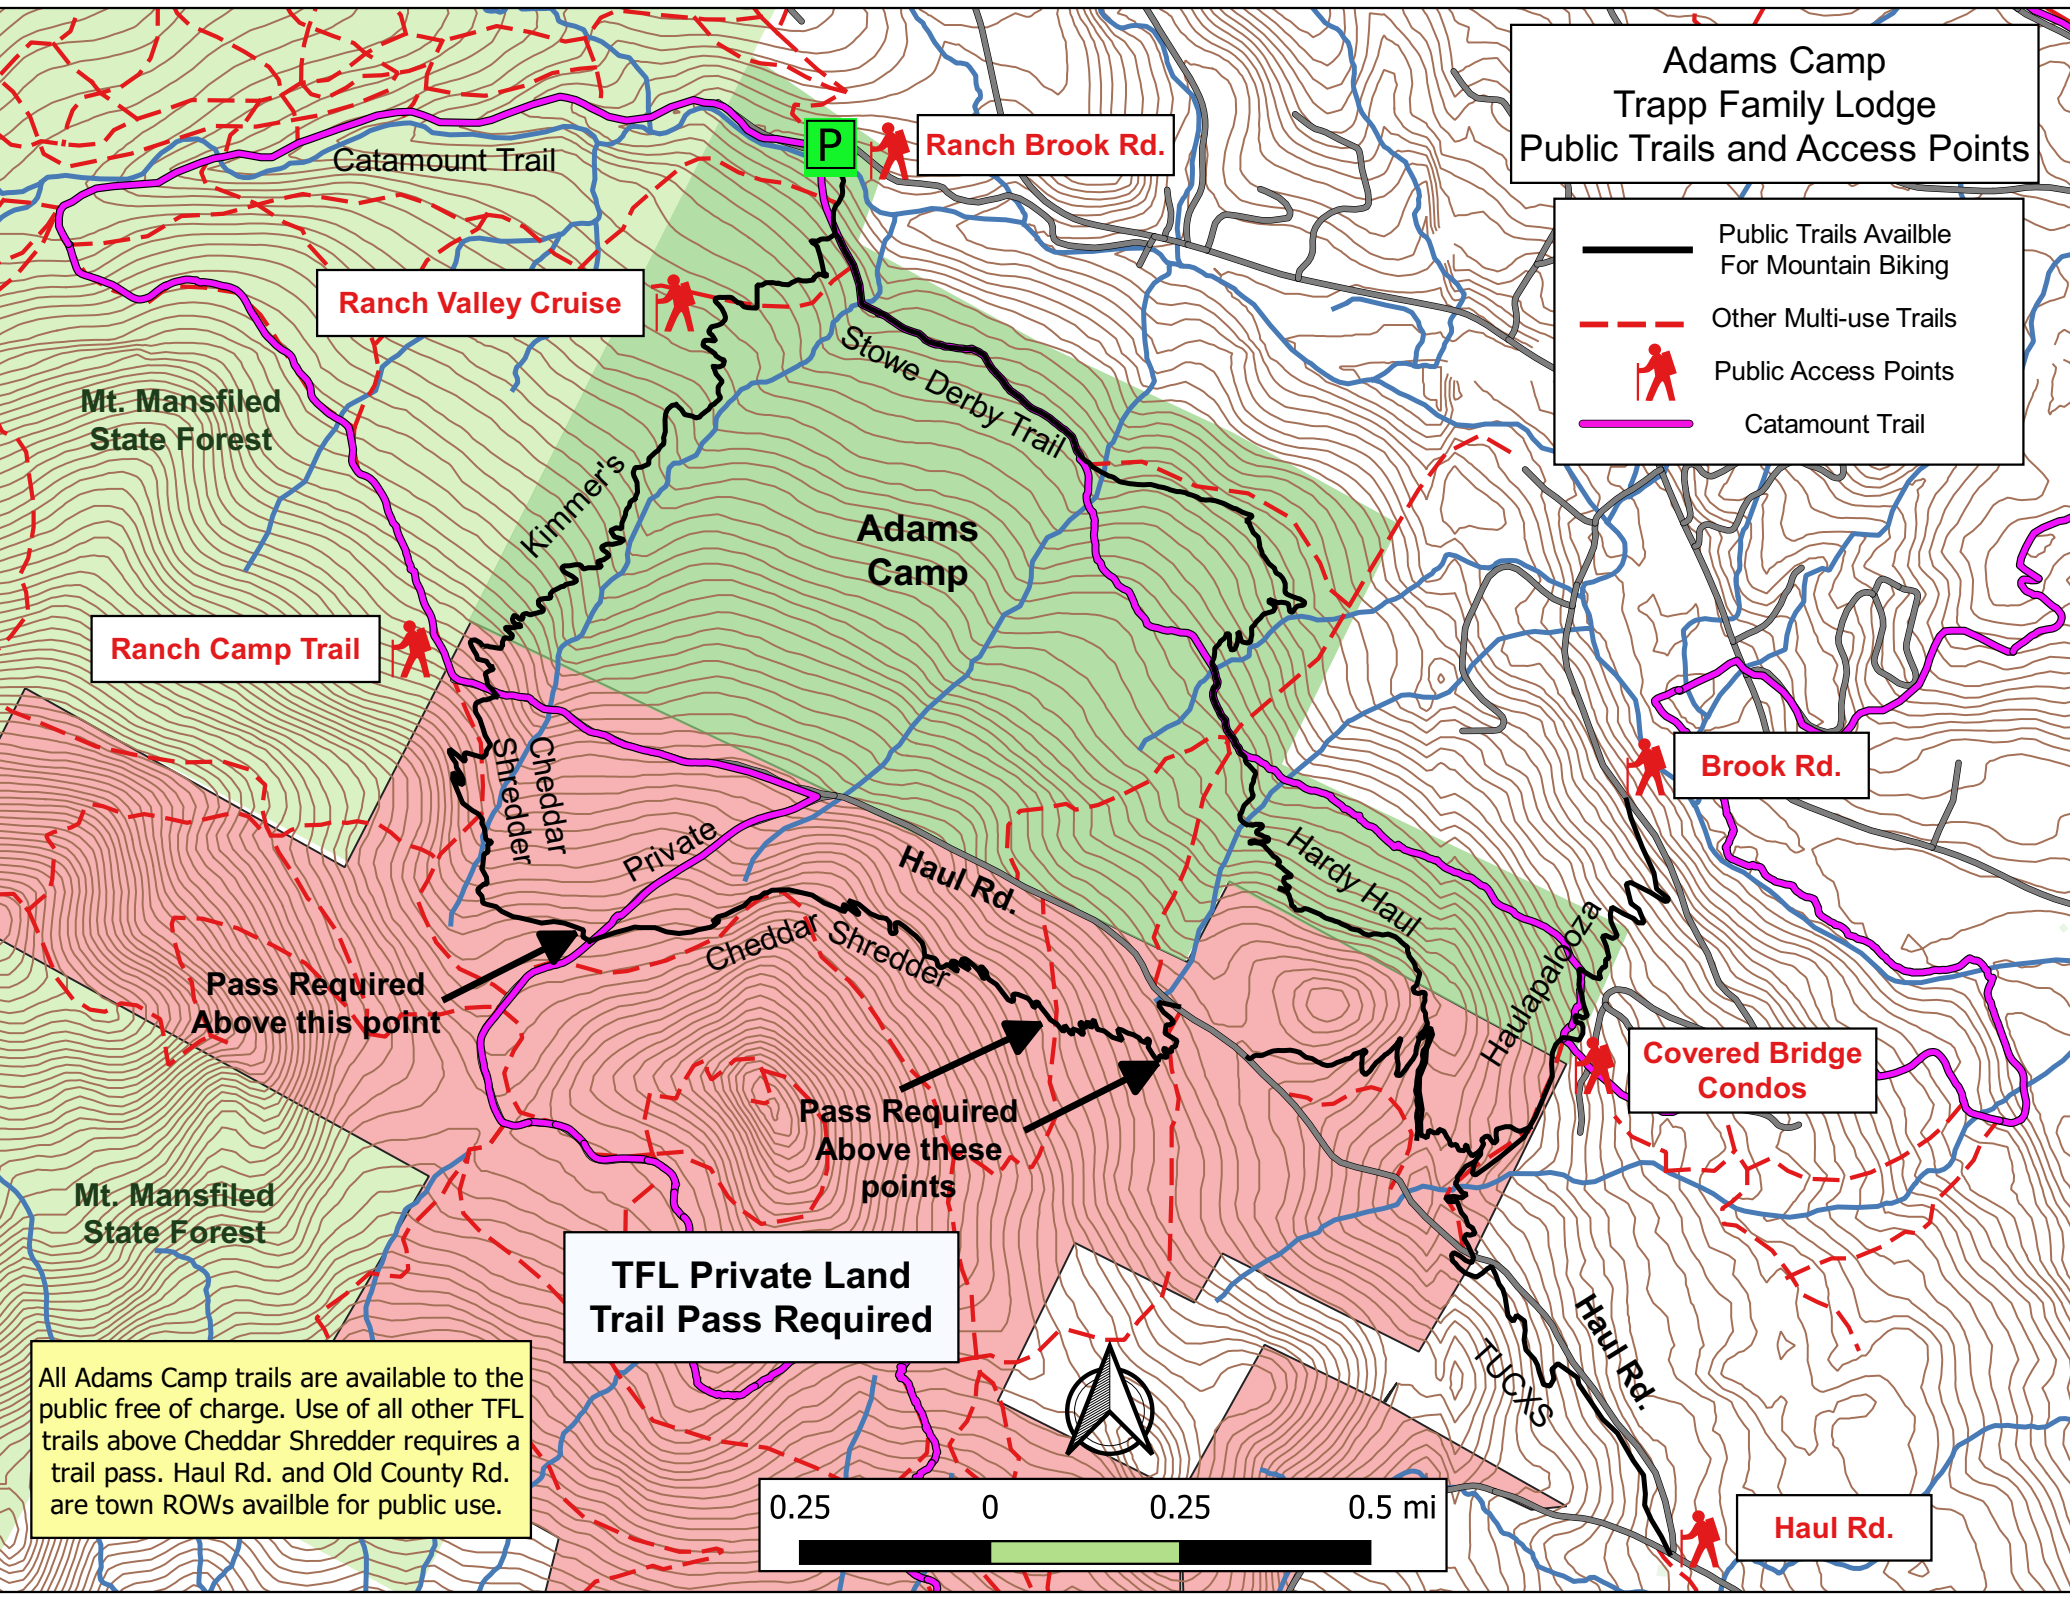 Adams Camp
Trapp Family Lodge
Public Trails and Access Points
Public Trails Availble
For Mountain Biking
Other Multi-use Trails
Public Access Points
Catamount Trail
P
Ranch Brook Rd.
Catamount Trail
Ranch Valley Cruise
Stowe Derby Trail
Mt. Mansfiled
State Forest
Kimmer's
Adams
Camp
Ranch Camp Trail
Cheddar
Shredder
Private
Haul Rd.
Brook Rd.
Hardy Haul
Haulapalooza
Cheddar Shredder
Pass Required
Above this point
Covered Bridge
Condos
Pass Required
Above these
points
Mt. Mansfiled
State Forest
TFL Private Land
Trail Pass Required
Haul Rd.
TUCXS
All Adams Camp trails are available to the
public free of charge. Use of all other TFL
trails above Cheddar Shredder requires a
trail pass. Haul Rd. and Old County Rd.
are town ROWs availble for public use.
0.25 0 0.25 0.5 mi
Haul Rd.